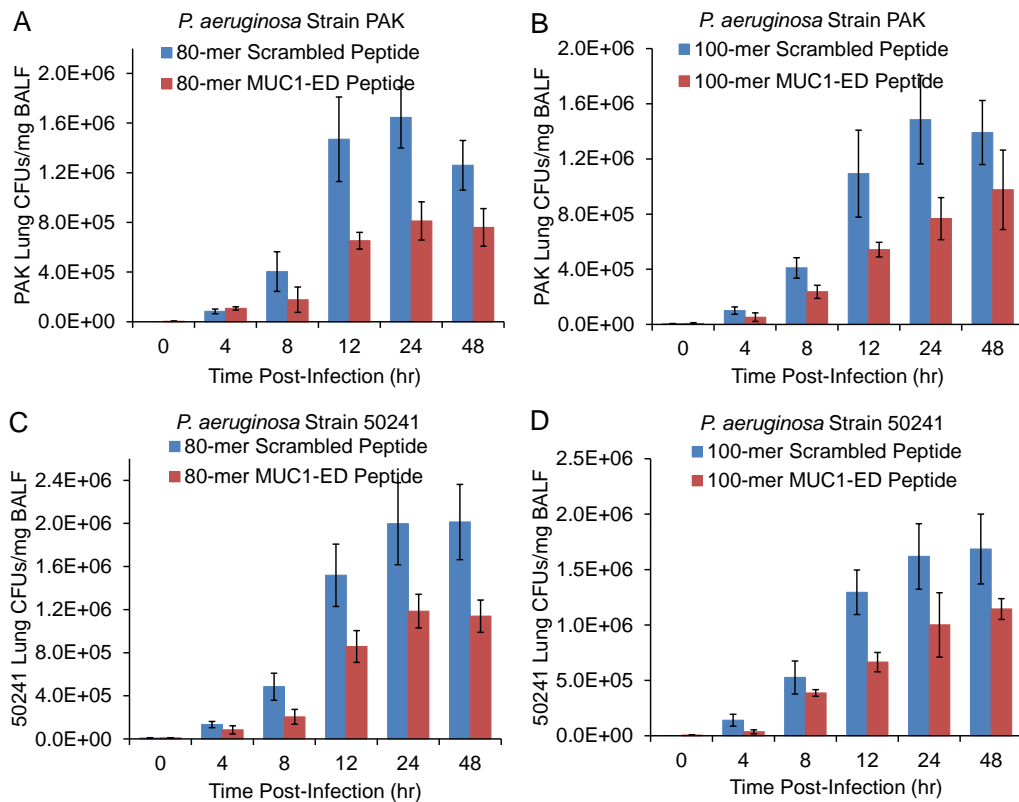 A
P. aeruginosa Strain PAK
80-mer Scrambled Peptide
80-mer MUC1-ED Peptide
2.0E+06
1.6E+06
1.2E+06
8.0E+05
4.0E+05
0.0E+00
PAK Lung CFUs/mg BALF
0 4 8 12 24 48
Time Post-Infection (hr)
B
P. aeruginosa Strain PAK
100-mer Scrambled Peptide
100-mer MUC1-ED Peptide
2.0E+06
1.6E+06
1.2E+06
8.0E+05
4.0E+05
0.0E+00
PAK Lung CFUs/mg BALF
0 4 8 12 24 48
Time Post-Infection (hr)
C
P. aeruginosa Strain 50241
80-mer Scrambled Peptide
80-mer MUC1-ED Peptide
2.4E+06
2.0E+06
1.6E+06
1.2E+06
8.0E+05
4.0E+05
0.0E+00
50241 Lung CFUs/mg BALF
0 4 8 12 24 48
Time Post-Infection (hr)
D
P. aeruginosa Strain 50241
100-mer Scrambled Peptide
100-mer MUC1-ED Peptide
2.5E+06
2.0E+06
1.5E+06
1.0E+06
5.0E+05
0.0E+00
50241 Lung CFUs/mg BALF
0 4 8 12 24 48
Time Post-Infection (hr)